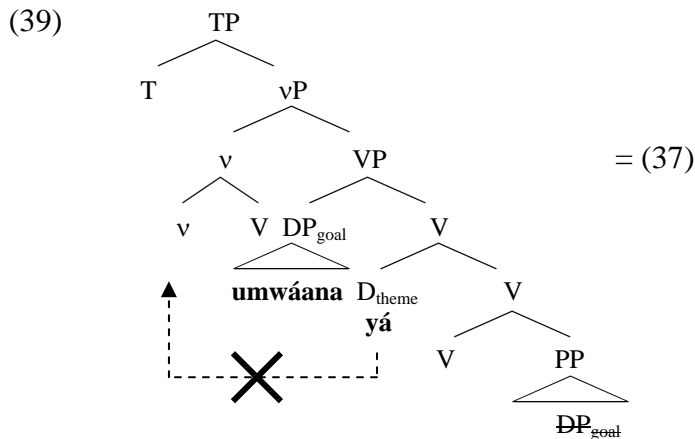 (39) TP
T νP
ν VP = (37)
ν V DPgoal V
umwáana Dtheme V
yá V PP
DPgoal